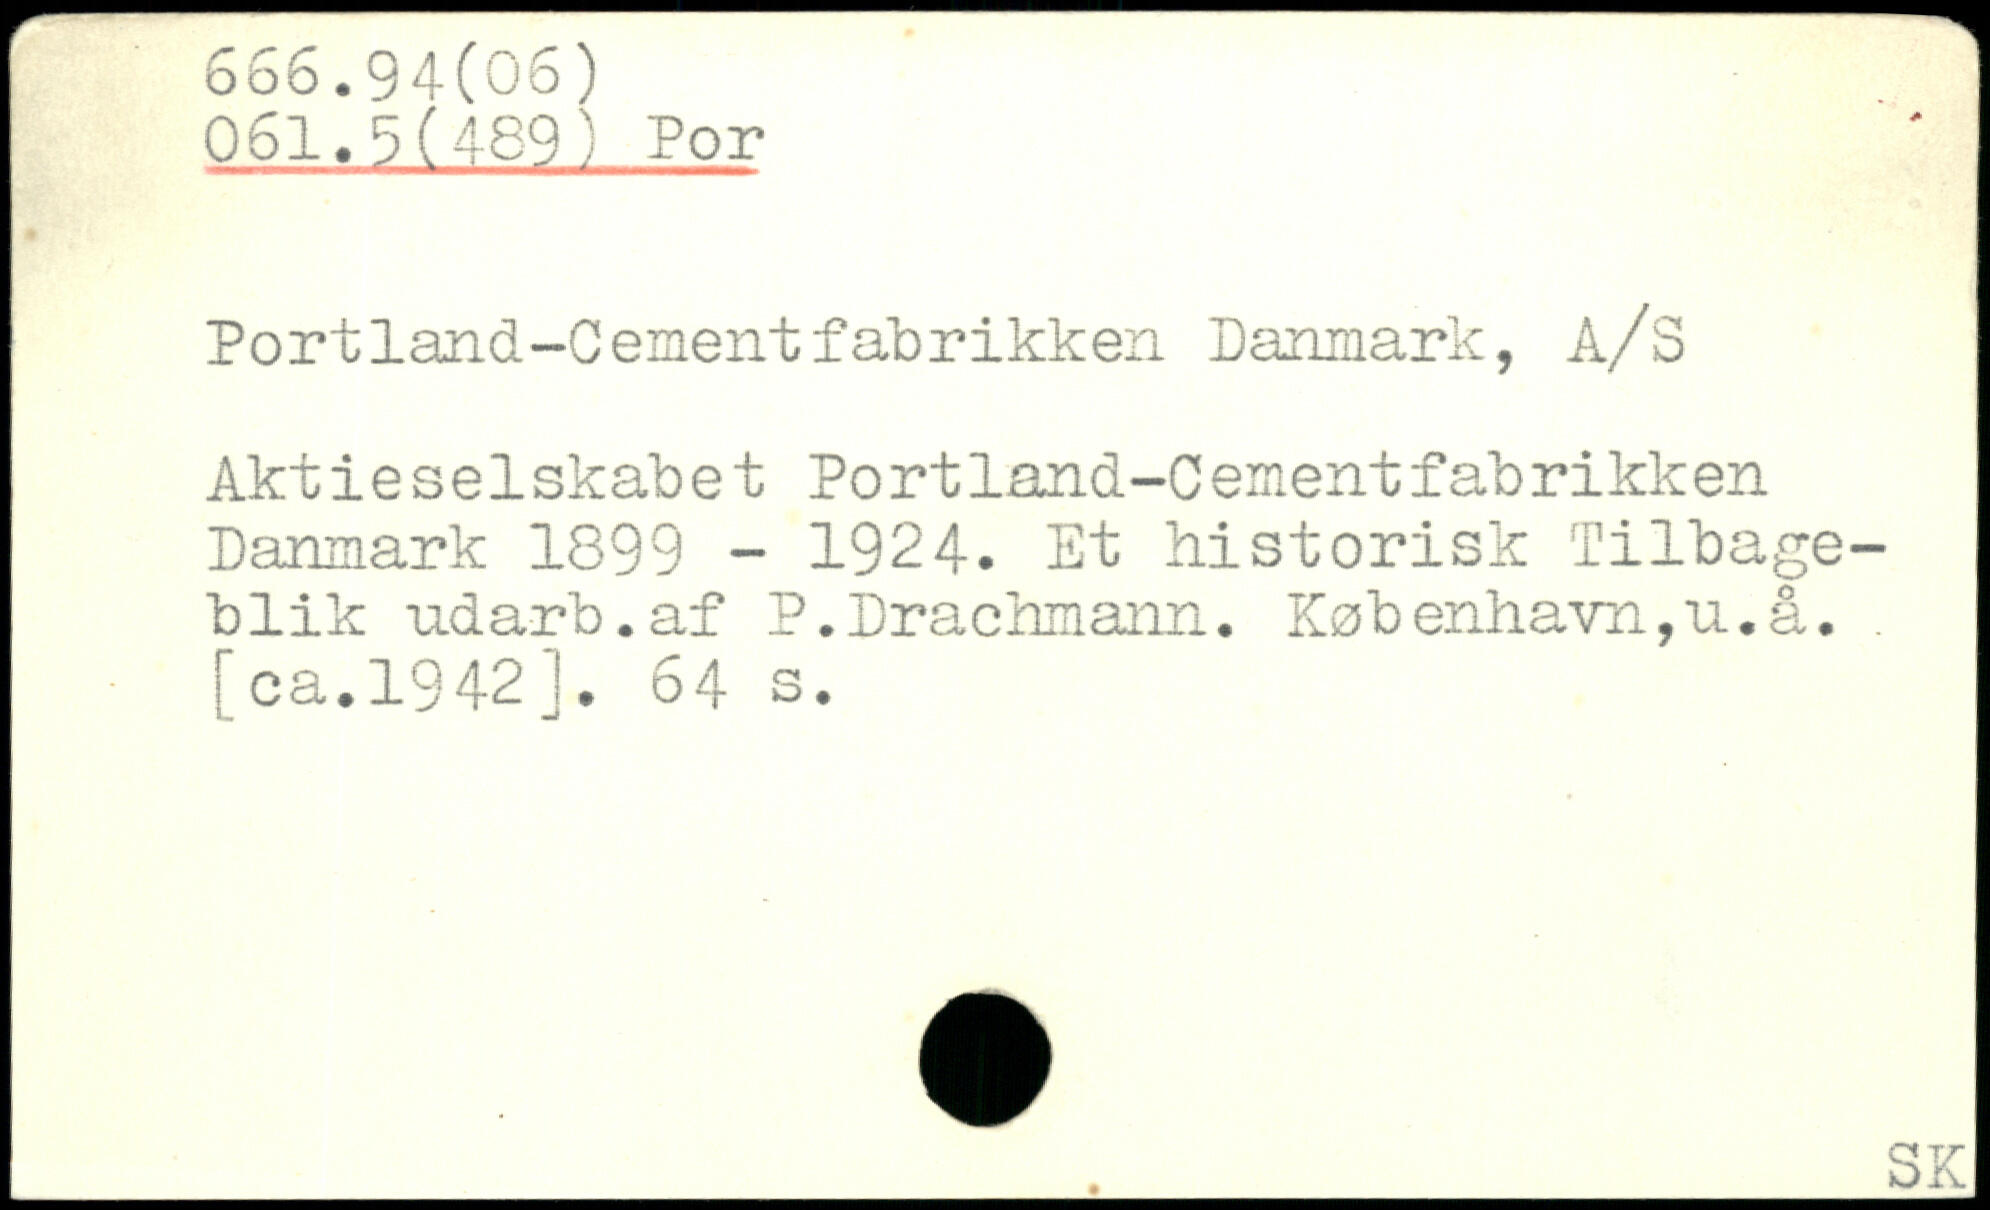 666.94(06)
061.5(489) Por
Portland-Cementfabrikken Danmark, A/S
Aktieselskabet Portland-Cementfabrikken
Danmark 1899 - 1924. Et historisk Tilbage-
blik udarb.af P.Drachmann. København,u.å.
[ca.1942]. 64 s.
SK